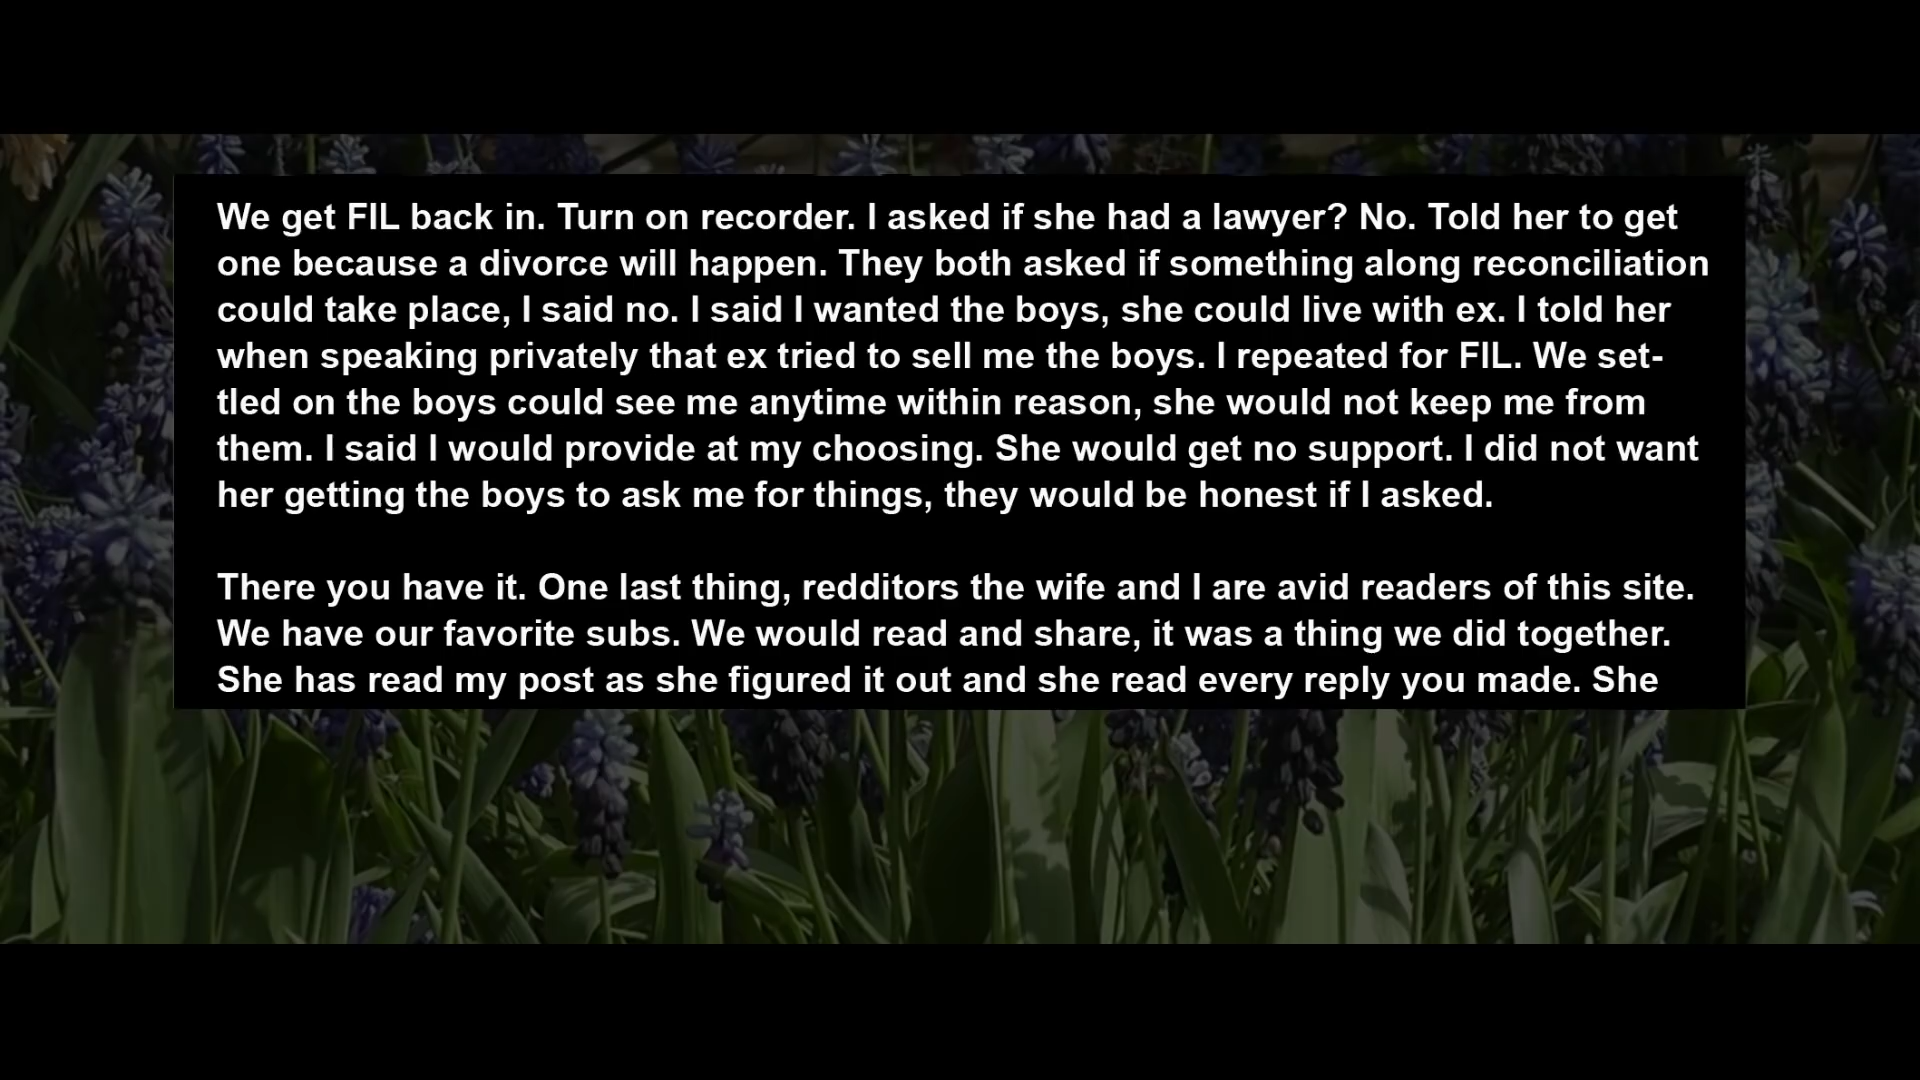 We get FIL back in. Turn on recorder. I asked if she had a lawyer? No. Told her to get
one because a divorce will happen. They both asked if something along reconciliation
could take place, I said no. I said I wanted the boys, she could live with ex. I told her
when speaking privately that ex tried to sell me the boys. I repeated for FIL. We set-
tled on the boys could see me anytime within reason, she would not keep me from
them. I said I would provide at my choosing. She would get no support. I did not want
her getting the boys to ask me for things, they would be honest if I asked.
There you have it. One last thing, redditors the wife and I are avid readers of this site.
We have our favorite subs. We would read and share, it was a thing we did together.
She has read my post as she figured it out and she read every reply you made. She